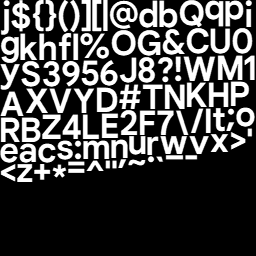 j${}()][|@dbQqpi
gkhfl%OG&CU0
yS3956J8?!WM1
AXVYD#TNKHP
RBZ4LE2F7\/It;o
eacs:mnurwvx>'
<z+*=^"~`=-